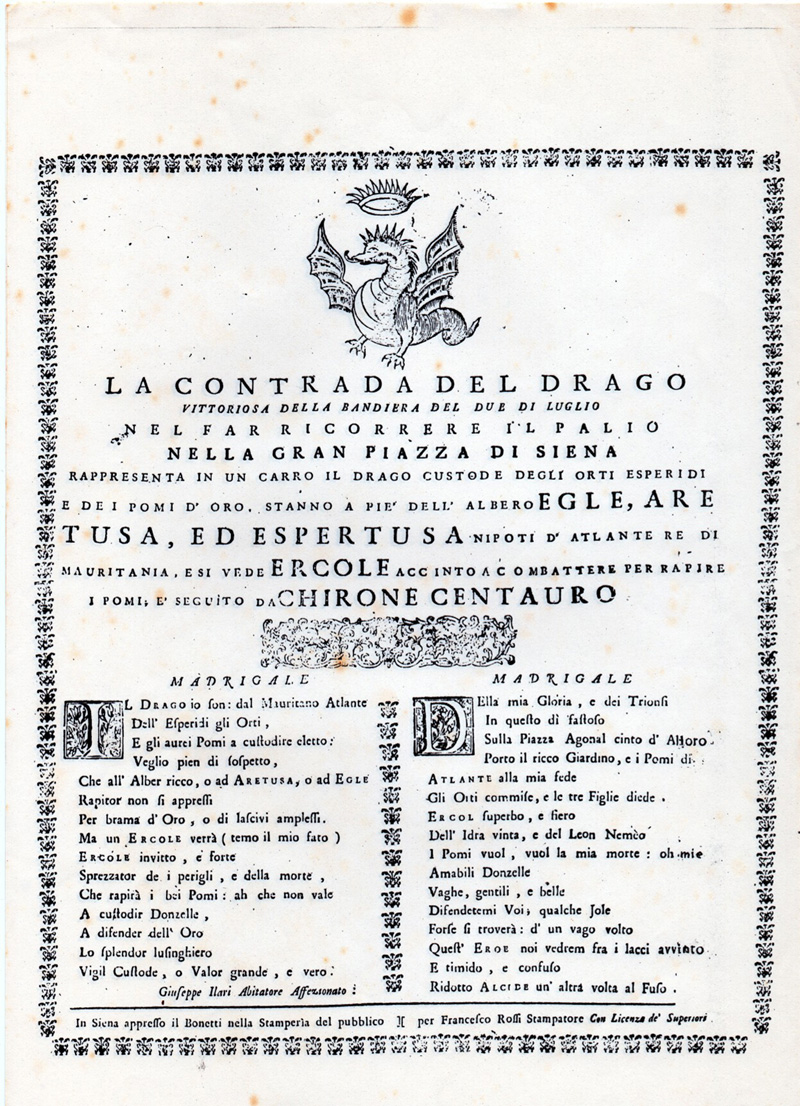 LA CONTRADA DEL DRAGO
VITTORIOSA DELLA BANDIERA DEL DUE DI LUGLIO
NEL FAR RICORRERE IL PALIO
NELLA GRAN PIAZZA DI SIENA
RAPPRESENTA IN UN CARRO IL DRAGO CUSTODE DEGLI ORTI ESPERIDI
E DEI POMI D' ORO. STANNO A PIE' DELL' ALBERO EGLE, ARE
TUSA, ED ESPERTUSA NIPOTI D' ATLANTE RE DI
MAURITANIA, E SI VEDE ERCOLE ACCINTO A COMBATTERE PER RAPIRE
I POMI; E' SEGUITO DA CHIRONE CENTAURO
MADRIGALE
IL DRAGO io son: dal Mauritano Atlante
Dell' Esperidi gli Orti,
E gli aurei Pomi a custodire eletto:
Veglio pien di sospetto,
Che all' Alber ricco, o ad ARETUSA, o ad EGLE
Rapitor non si appressi
Per brama d' Oro, o di lascivi amplessi.
Ma un ERCOLE verrà (temo il mio fato)
ERCOLE invitto, e forte
Sprezzator de i perigli, e della morte,
Che rapirà i bei Pomi: ah che non vale
A custodir Donzelle,
A difender dell' Oro
Lo splendor lusinghiero
Vigil Custode, o Valor grande, e vero.
Giuseppe Ilari Abitatore Affezionato
MADRIGALE
DElla mia Gloria, e dei Trionfi
In questo dì fastoso
Sulla Piazza Agonal cinto d' Alloro
Porto il ricco Giardino, e i Pomi di
ATLANTE alla mia fede
Gli Orti commise, e le tre Figlie diede.
ERCOL superbo, e fiero
Dell' Idra vinta, e del Leon Nemèo
I Pomi vuol, vuol la mia morte: oh mie
Amabili Donzelle
Vaghe, gentili, e belle
Difendetemi Voi; qualche Jole
Forse si troverà: d' un vago volto
Quest' EROE noi vedrem fra i lacci avvinto
E timido, e confuso
Ridotto ALCIDE un' altra volta al Fuso.
In Siena appresso il Bonetti nella Stamperìa del pubblico )( per Francesco Rossi Stampatore Con Licenza de' Superiori.